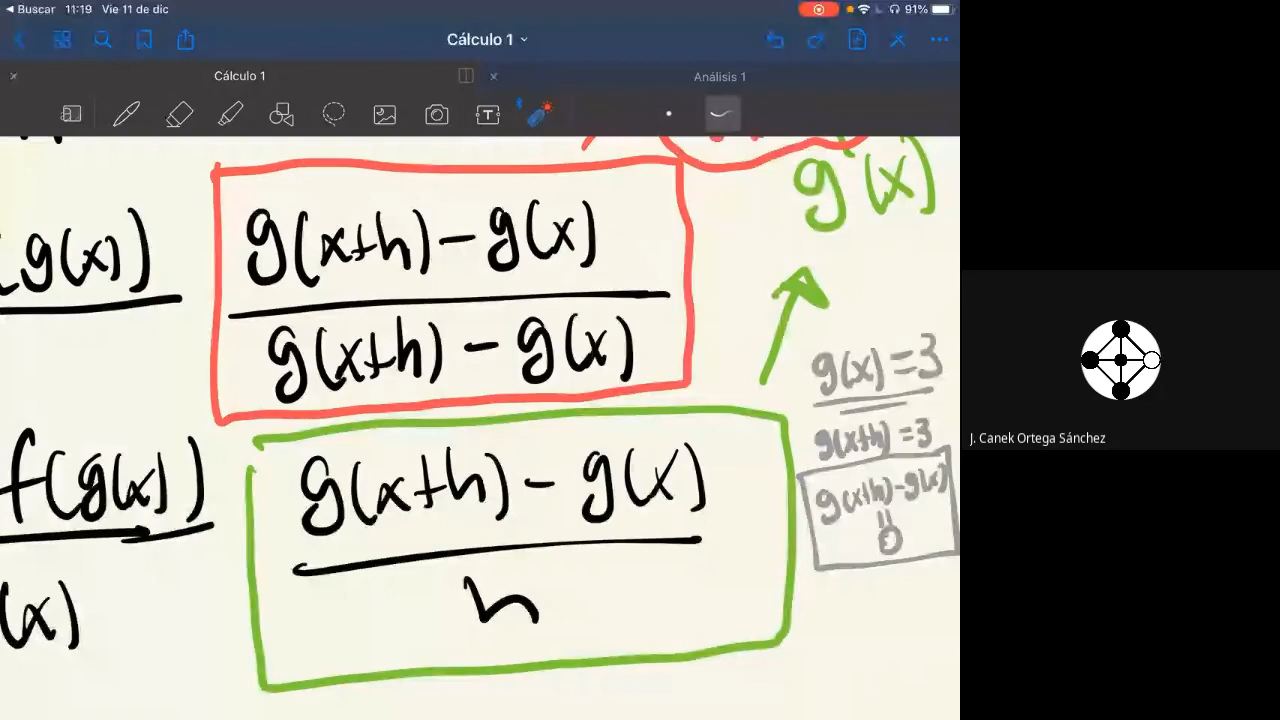 Buscar 11:19 Vie 11 de dic 91%
Cálculo 1
Cálculo 1 Análisis 1
T
g'(x)
g(x))
g(x+h)-g(x)
g(x+h)-g(x)
g(x)=3
g(x+h)=3
g(x+h)-g(x)
=
0
f(g(x))
(x)
g(x+h)-g(x)
h
J. Canek Ortega Sánchez